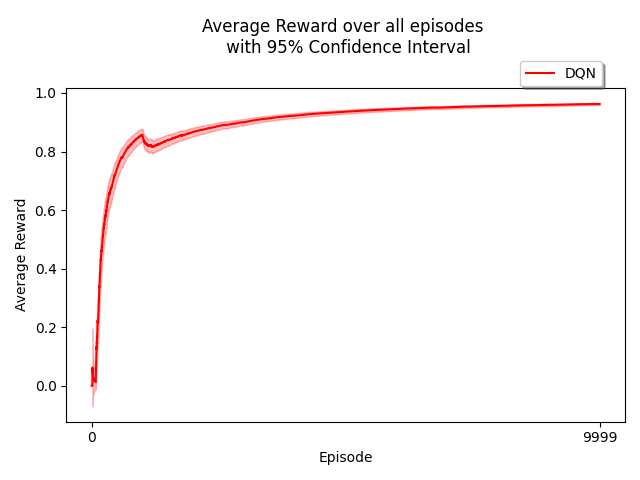 Average Reward over all episodes
with 95% Confidence Interval
DQN
1.0
0.8
0.6
0.4
0.2
0.0
Average Reward
0
9999
Episode